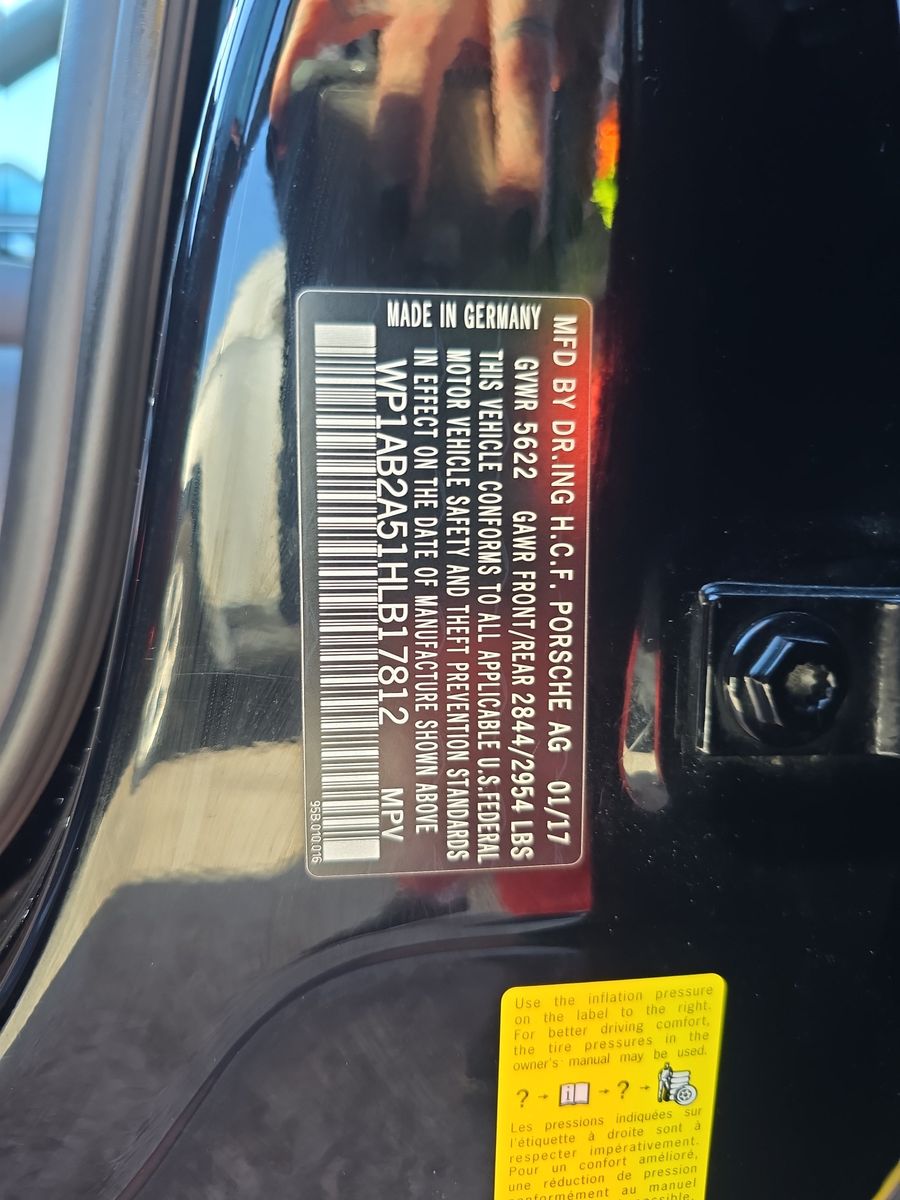 MFD BY DR.ING H.C.F. PORSCHE AG 01/17
GVWR 5622 GAWR FRONT/REAR 2844/2954 LBS
MADE IN GERMANY
THIS VEHICLE CONFORMS TO ALL APPLICABLE U.S.FEDERAL
MOTOR VEHICLE SAFETY AND THEFT PREVENTION STANDARDS
IN EFFECT ON THE DATE OF MANUFACTURE SHOWN ABOVE
WP1AB2A51HLB17812 MPV
95B.010.016
Use the inflation pressure
on the label to the right.
For better driving comfort,
the tire pressures in the
owner's manual may be used.
? - i - ? -
Les pressions indiquées sur
l'étiquette à droite sont à
respecter impérativement.
Pour un confort amélioré,
une réduction de pression
conformément au manuel